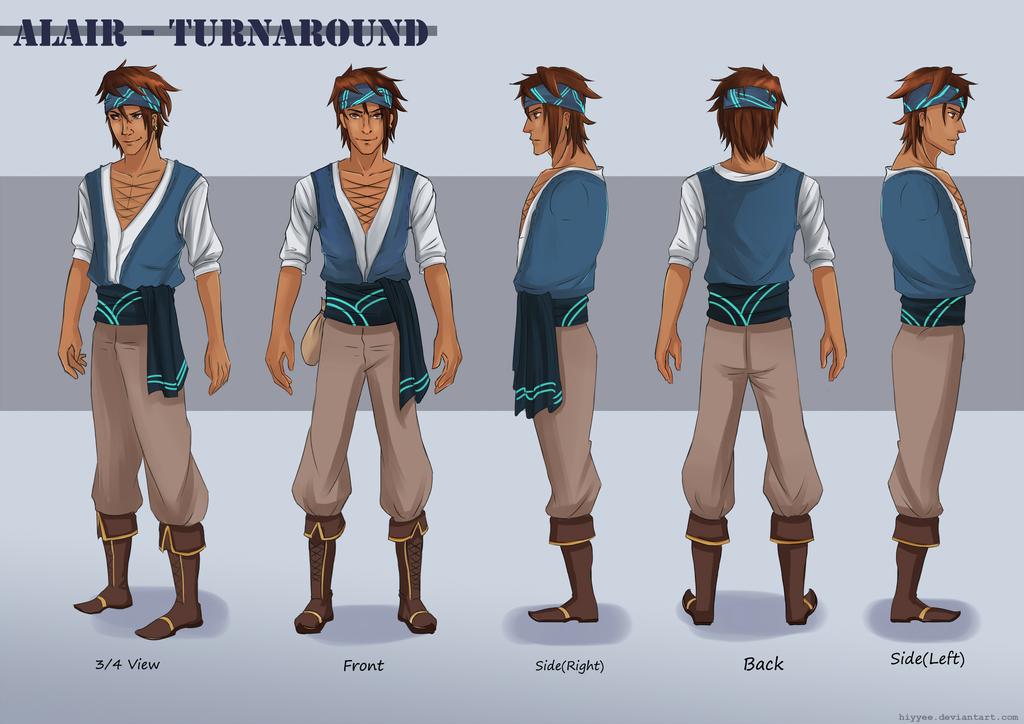 ALAIR - TURNAROUND
3/4 View
Front
Side(Right)
Back
Side(Left)
hiyyee.deviantart.com